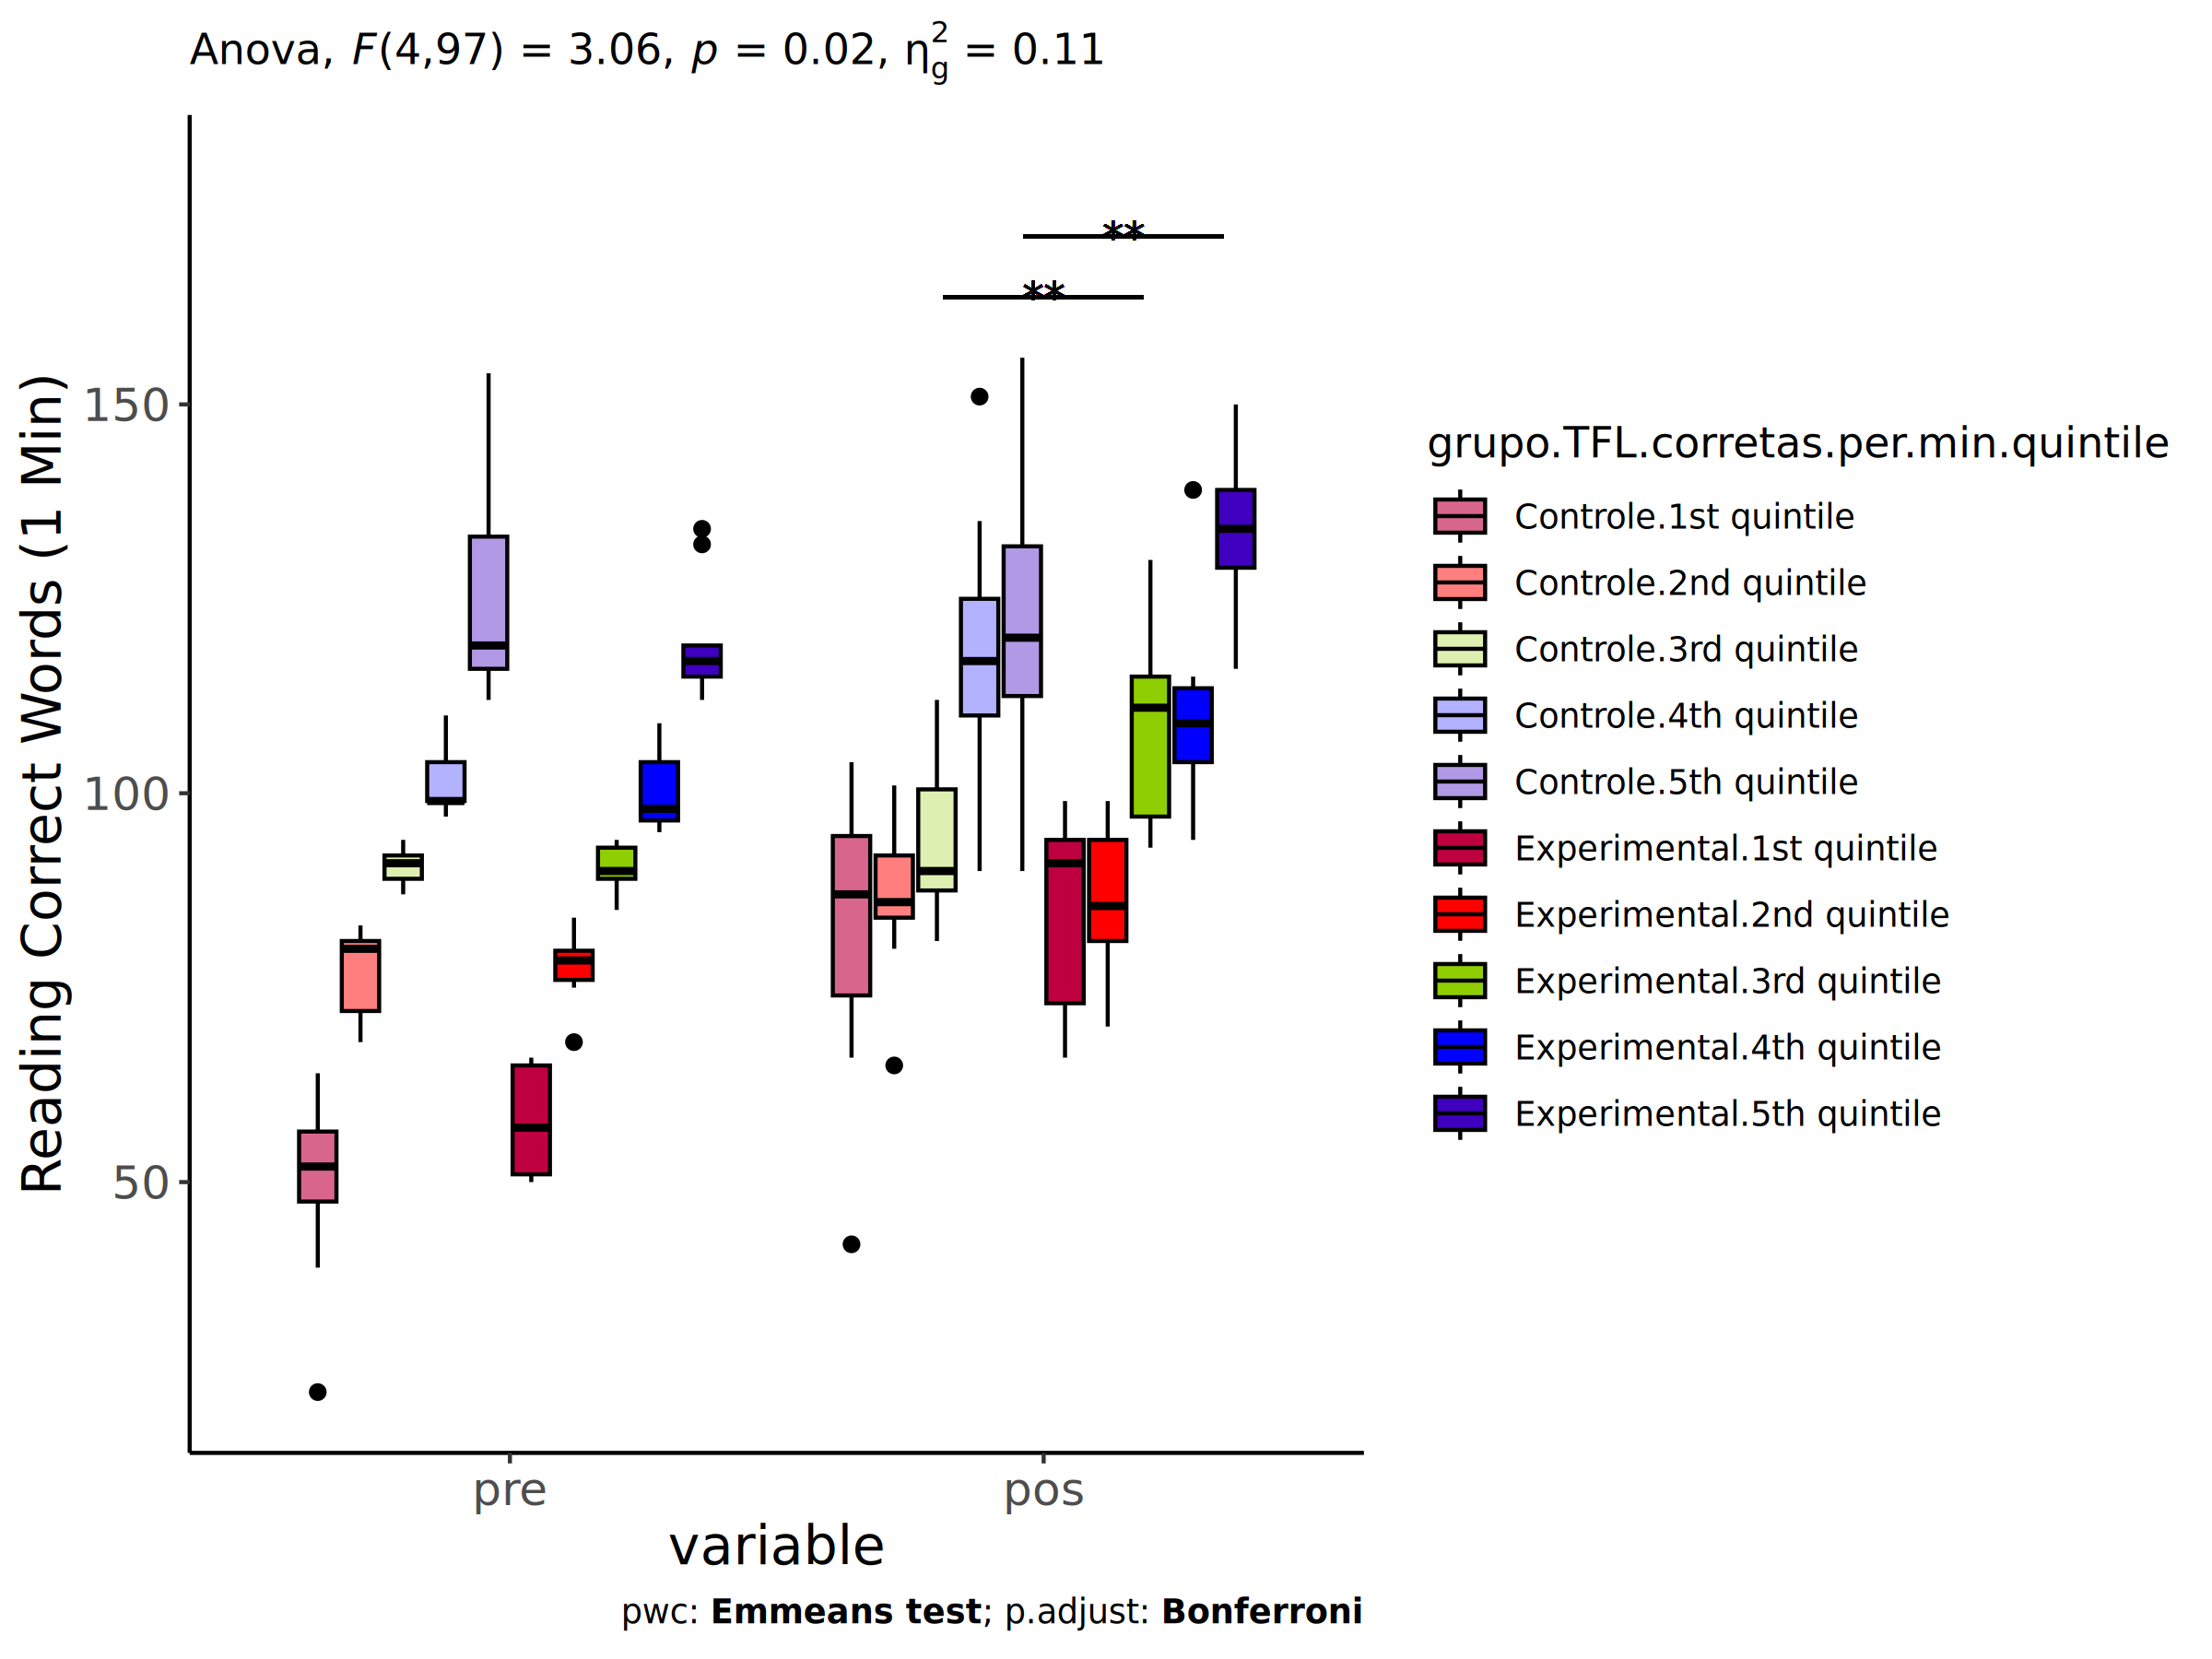 Anova, F(4,97) = 3.06, p = 0.02, η²g = 0.11
**
**
Reading Correct Words (1 Min)
150
100
50
pre
pos
variable
pwc: Emmeans test; p.adjust: Bonferroni
grupo.TFL.corretas.per.min.quintile
Controle.1st quintile
Controle.2nd quintile
Controle.3rd quintile
Controle.4th quintile
Controle.5th quintile
Experimental.1st quintile
Experimental.2nd quintile
Experimental.3rd quintile
Experimental.4th quintile
Experimental.5th quintile